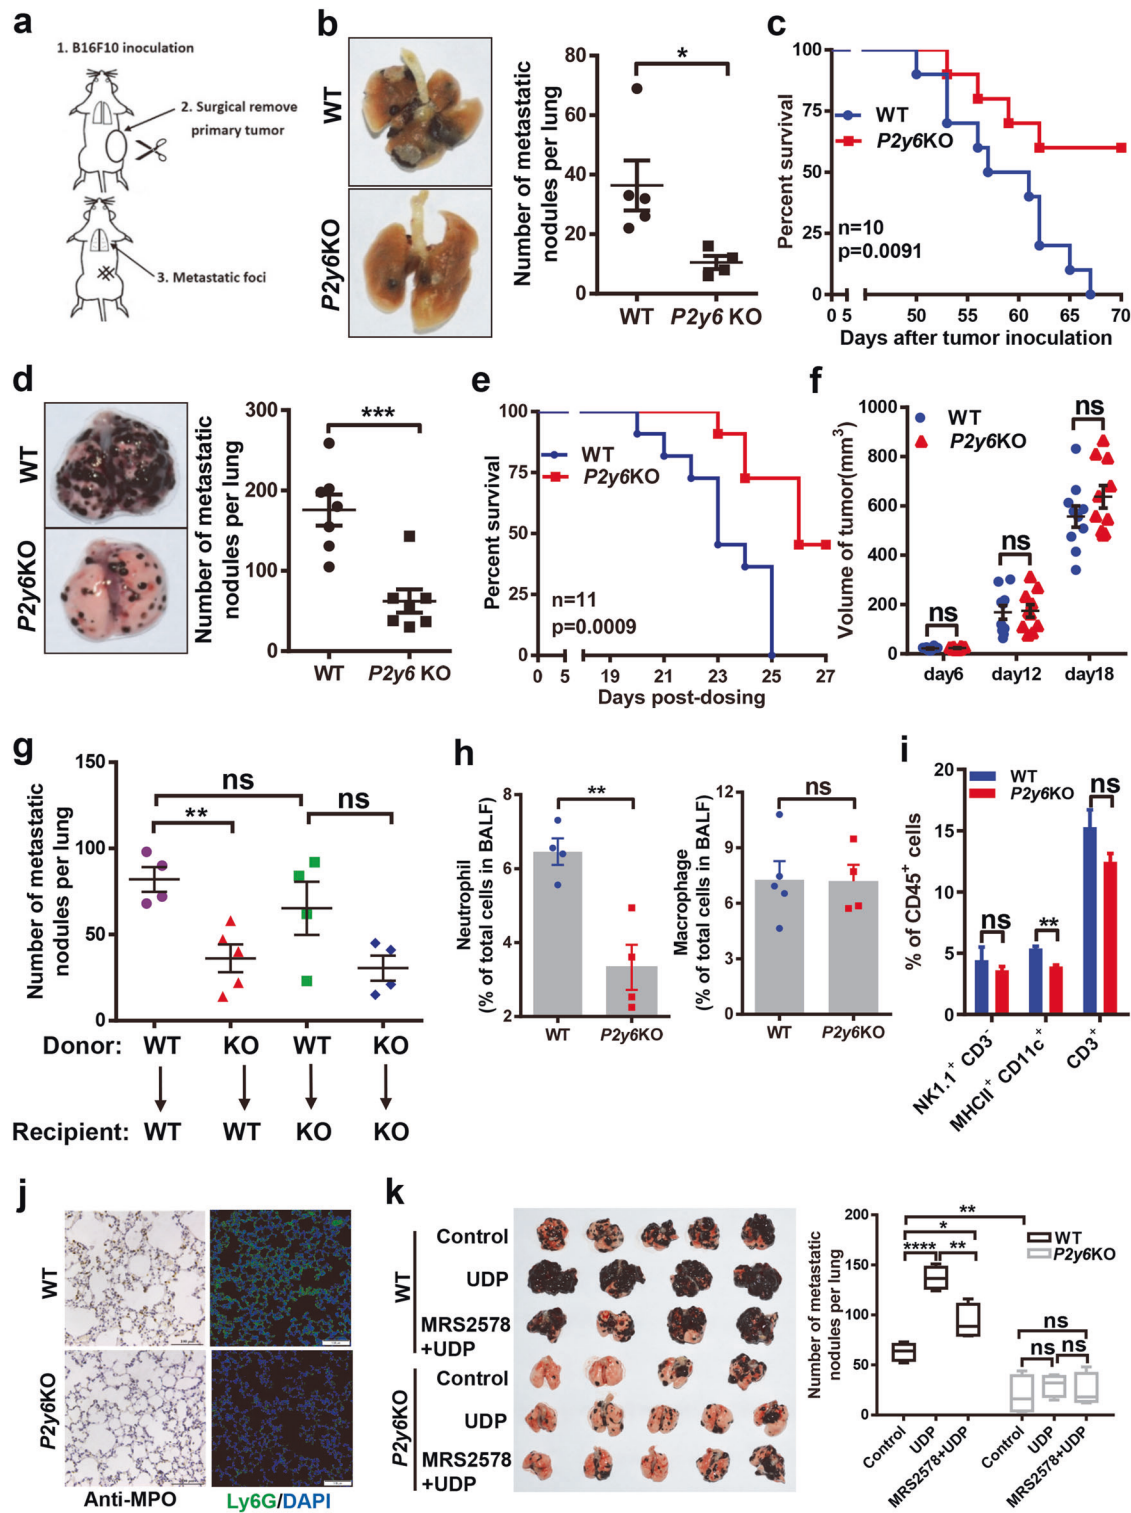 a
1. B16F10 inoculation
2. Surgical remove
primary tumor
3. Metastatic foci
b
WT
P2y6KO
Number of metastatic
nodules per lung
80
60
40
20
0
*
WT
P2y6 KO
c
Percent survival
100
75
50
25
0
WT
P2y6KO
n=10
p=0.0091
0 5 50 55 60 65 70
Days after tumor inoculation
d
WT
P2y6KO
Number of metastatic
nodules per lung
300
200
100
0
***
WT
P2y6 KO
e
Percent survival
100
75
50
25
0
WT
P2y6KO
n=11
p=0.0009
0 5 19 21 23 25 27
Days post-dosing
f
Volume of tumor(mm3)
1000
800
600
400
200
0
WT
P2y6KO
ns
ns
ns
day6 day12 day18
g
Number of metastatic
nodules per lung
150
100
50
0
ns
**
ns
Donor: WT KO WT KO
Recipient: WT WT KO KO
h
Neutrophil
(% of total cells in BALF)
8
6
4
2
**
WT
P2y6KO
Macrophage
(% of total cells in BALF)
12
9
6
3
0
ns
WT
P2y6KO
i
% of CD45+ cells
20
15
10
5
0
WT
P2y6KO
ns
**
ns
NK1.1+ CD3-
MHCII+ CD11c+
CD3+
j
WT
P2y6KO
Anti-MPO
Ly6G/DAPI
k
WT
Control
UDP
MRS2578
+UDP
P2y6KO
Control
UDP
MRS2578
+UDP
Number of metastatic
nodules per lung
200
150
100
50
0
**
*
**** **
WT
P2y6KO
ns
ns ns
Control
UDP
MRS2578+UDP
Control
UDP
MRS2578+UDP